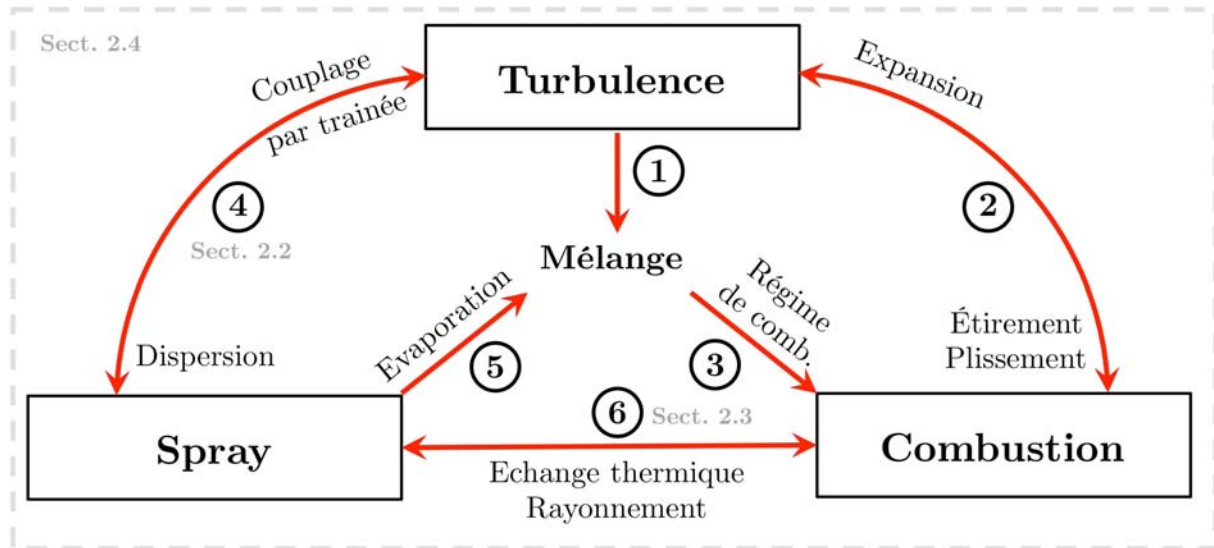 Sect. 2.4
Turbulence
Couplage
par trainée
Expansion
1
2
4
Sect. 2.2
Mélange
Régime
de comb.
Evaporation
Étirement
Plissement
Dispersion
5
3
6 Sect. 2.3
Spray
Combustion
Echange thermique
Rayonnement